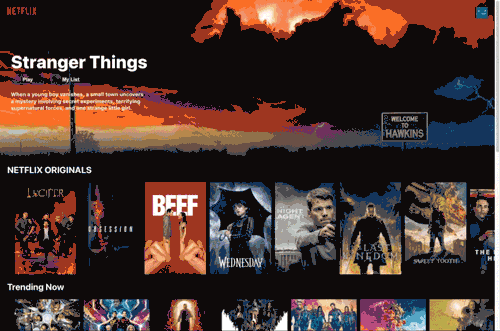 NETFLIX
Stranger Things
Play My List
When a young boy vanishes, a small town uncovers
a mystery involving secret experiments, terrifying
supernatural forces, and one strange little girl.
WELCOME
TO
HAWKINS
NETFLIX ORIGINALS
LUCIFER
OBSESSION
BEEF
WEDNESDAY
THE
NIGHT
AGENT
SWEET TOOTH
Trending Now